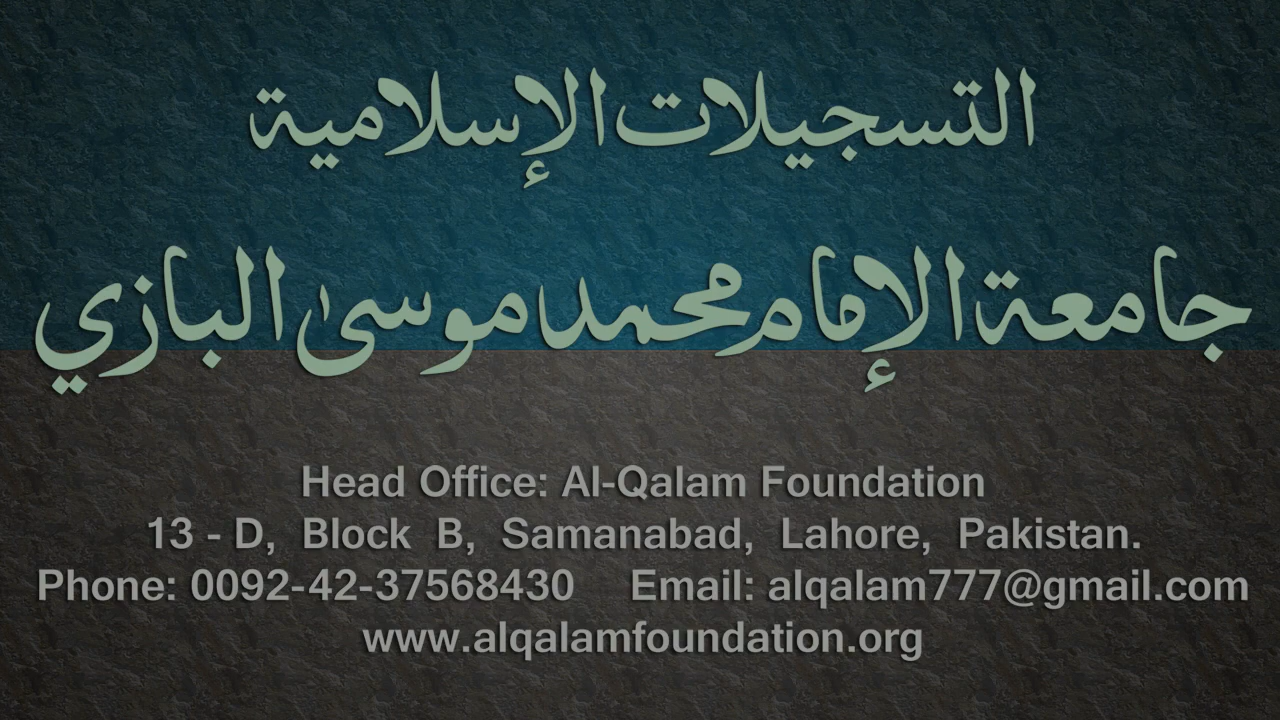 التسجيلات الإسلامية
جامعة الإمام محمد موسىٰ البازي
Head Office: Al-Qalam Foundation
13 - D, Block B, Samanabad, Lahore, Pakistan.
Phone: 0092-42-37568430 Email: alqalam777@gmail.com
www.alqalamfoundation.org